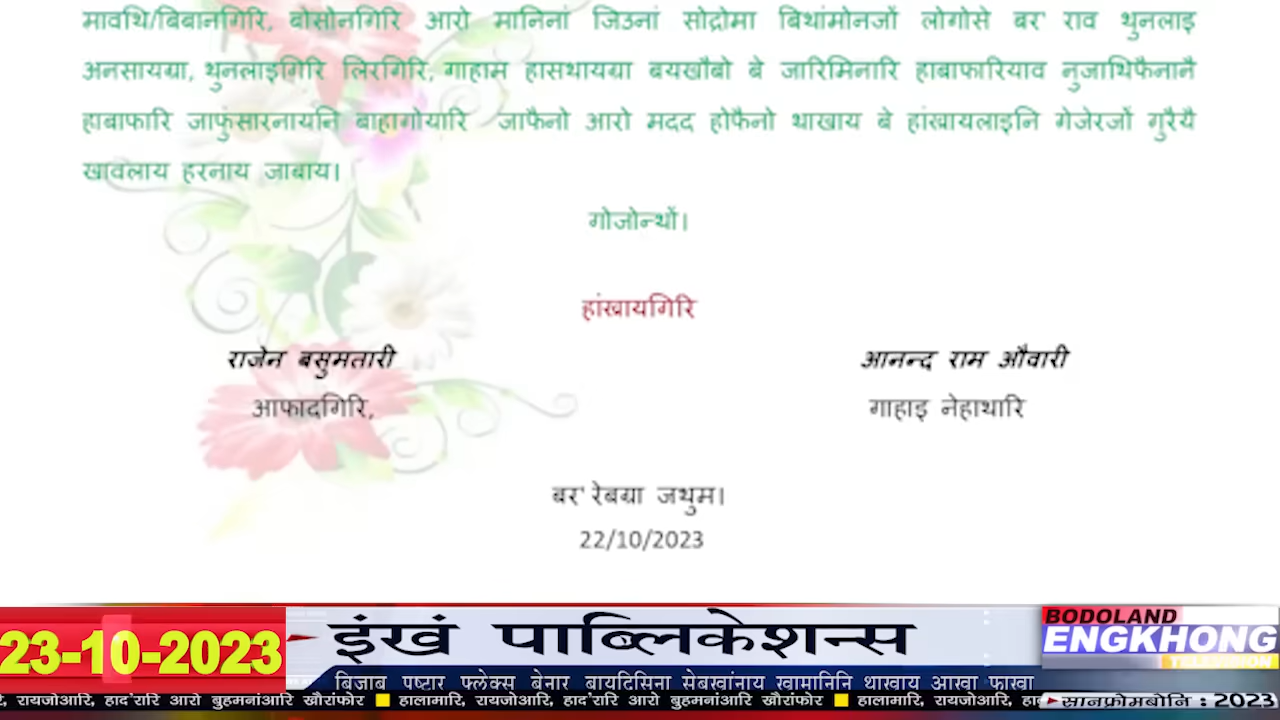 मावथि/बिबानगिरि, बोसोनगिरि आरो मानिनां जिउनां सोद्रोमा बिथांमोनजों लोगोसे बर' राव थुनलाइ
अनसायग्रा, थुनलाइगिरि लिरगिरि, गाहाम हासथायग्रा बयखौबो बे जारिमिनारि हाबाफारियाव नुजाथिफैनानै
हाबाफारि जाफुंसारनायनि बाहागोयारि जाफैनो आरो मदद होफैनो थाखाय बे हांखायलाइनि गेजेरजों गुरैयै
खावलाय हरनाय जाबाय।
गोजोन्थों।
हांखायगिरि
राजेन बसुमतारी
आनन्द राम औवारी
आफादगिरि,
गाहाइ नेहाथारि
बर' रेबग्रा जथुम।
22/10/2023
23-10-2023
इंखं पाब्लिकेशन्स
BODOLAND
ENGKHONG
TELEVISION
बिजाब पष्टार फ्लेक्स बेनार बायदिसिना सेबखांनाय खामानिनि थाखाय आखा फाखा
रायजोआरि, हाद'रारि आरो बुहुमनांआरि खौरांफोर ■ हालामारि, रायजोआरि, हाद'रारि आरो बुहुमनांआरि खौरांफोर ■ हालामारि, रायजोआरि,
सानफ्रोमबोनि : 2023